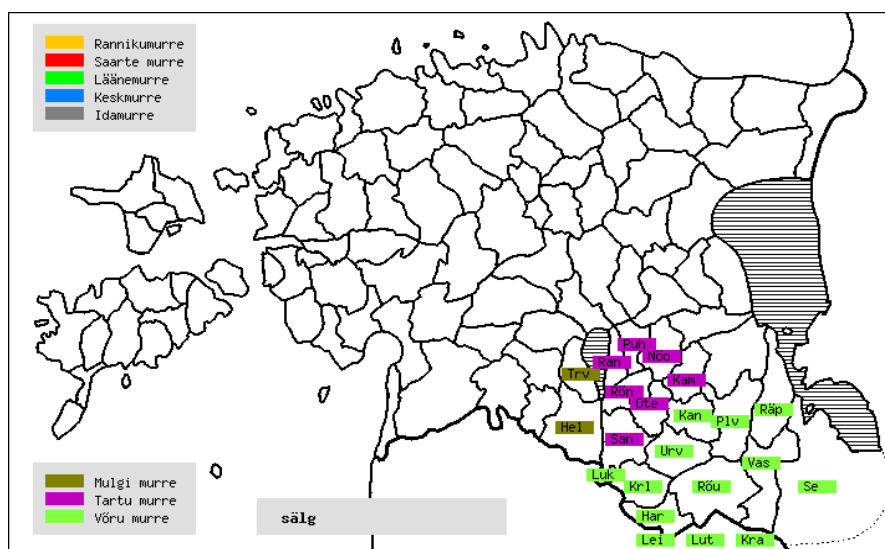 Rannikumurre
Saarte murre
Läänemurre
Keskmurre
Idamurre
Puh
Ran
Nõo
Trv
Kam
Rõn
Ote
Räp
Kan
Plv
Hel
San
Urv
Vas
Luk
Krl
Rõu
Se
Har
Lei
Lut
Kra
Mulgi murre
Tartu murre
Võru murre
sälg